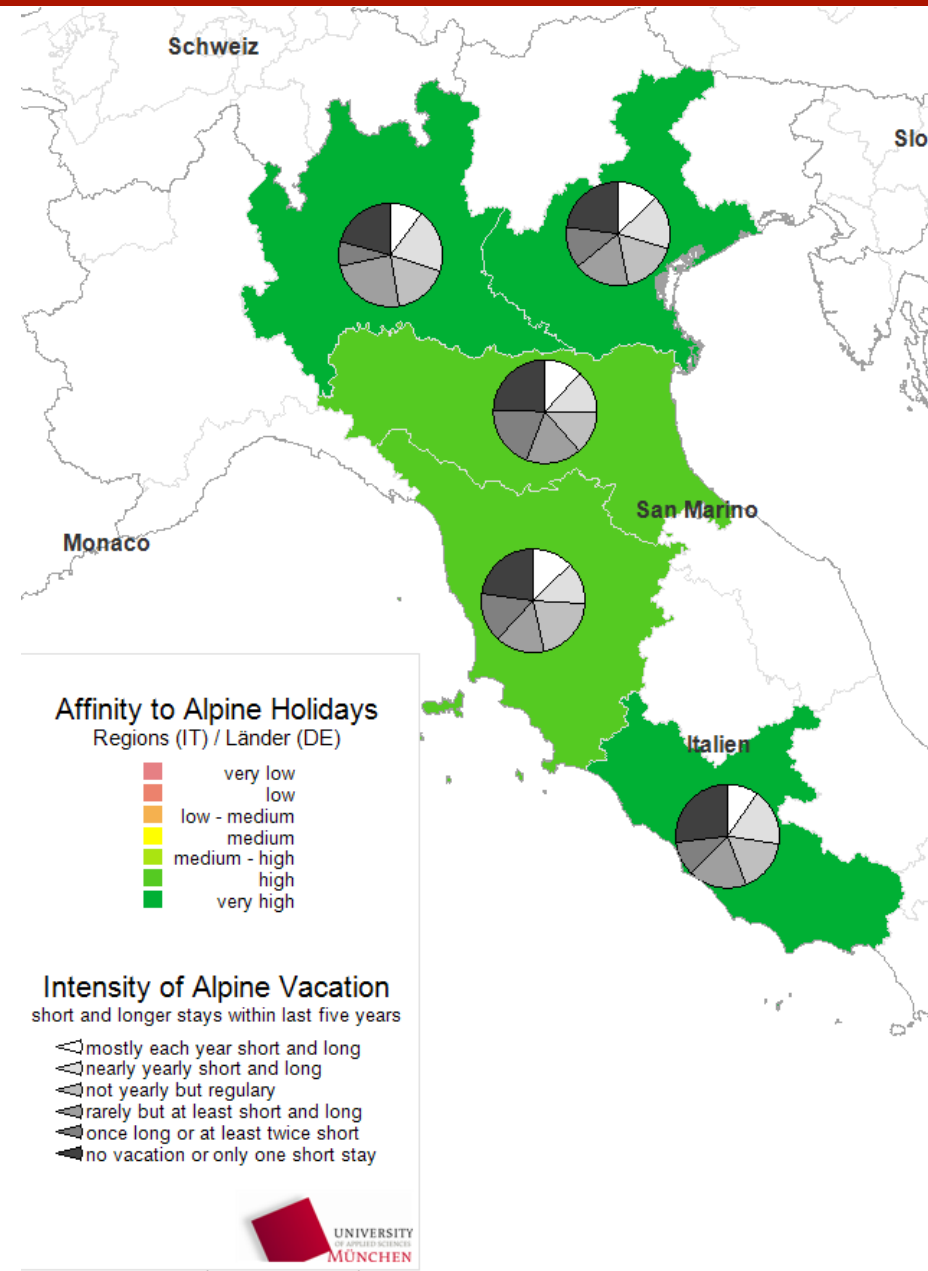 Schweiz
Slo
San Marino
Monaco
Italien
Affinity to Alpine Holidays
Regions (IT) / Länder (DE)
very low
low
low - medium
medium
medium - high
high
very high
Intensity of Alpine Vacation
short and longer stays within last five years
mostly each year short and long
nearly yearly short and long
not yearly but regulary
rarely but at least short and long
once long or at least twice short
no vacation or only one short stay
UNIVERSITY
OF APPLIED SCIENCES
MÜNCHEN